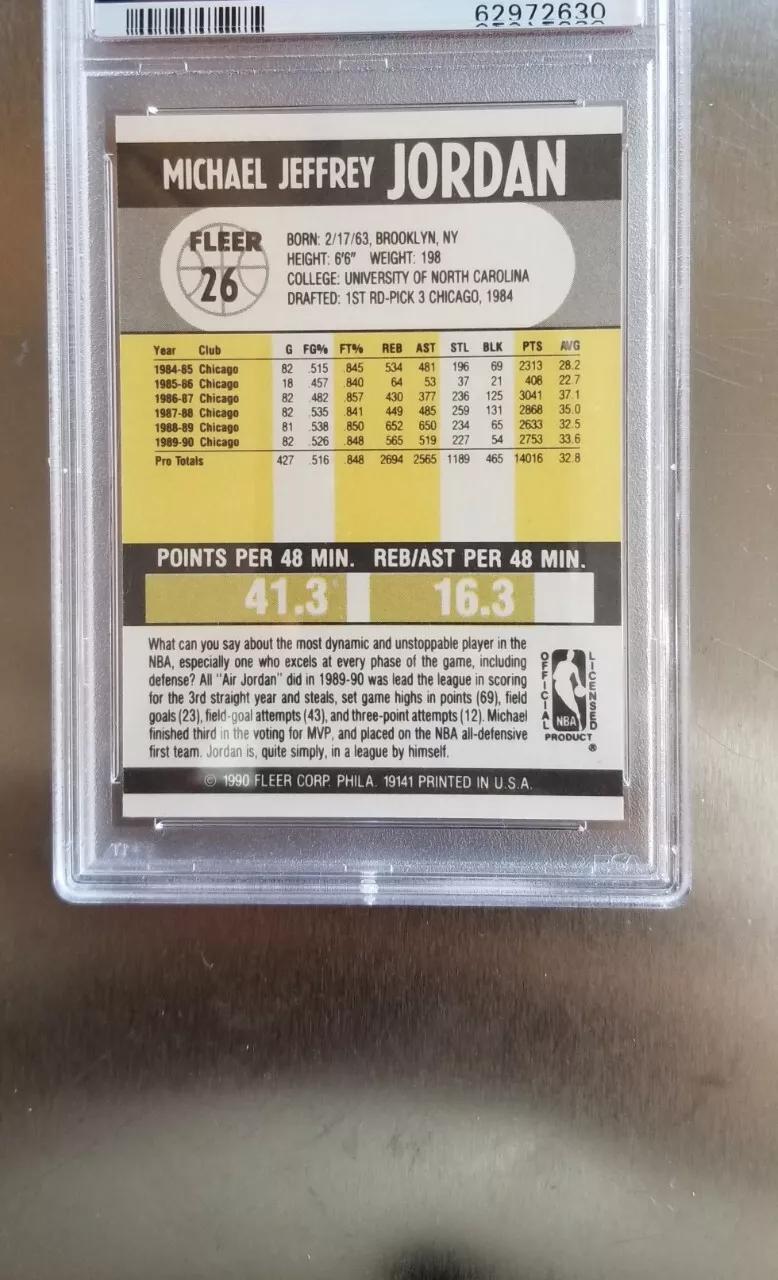 62972630
MICHAEL JEFFREY JORDAN
FLEER
26
BORN: 2/17/63, BROOKLYN, NY
HEIGHT: 6'6" WEIGHT: 198
COLLEGE: UNIVERSITY OF NORTH CAROLINA
DRAFTED: 1ST RD-PICK 3 CHICAGO, 1984
Year Club G FG% FT% REB AST STL BLK PTS AVG
1984-85 Chicago 82 .515 .845 534 481 196 69 2313 28.2
1985-86 Chicago 18 .457 .840 64 53 37 21 408 22.7
1986-87 Chicago 82 .482 .857 430 377 236 125 3041 37.1
1987-88 Chicago 82 .535 .841 449 485 259 131 2868 35.0
1988-89 Chicago 81 .538 .850 652 650 234 65 2633 32.5
1989-90 Chicago 82 .526 .848 565 519 227 54 2753 33.6
Pro Totals 427 .516 .848 2694 2565 1189 465 14016 32.8
POINTS PER 48 MIN. REB/AST PER 48 MIN.
41.3 16.3
What can you say about the most dynamic and unstoppable player in the
NBA, especially one who excels at every phase of the game, including
defense? All "Air Jordan" did in 1989-90 was lead the league in scoring
for the 3rd straight year and steals, set game highs in points (69), field
goals (23), field-goal attempts (43), and three-point attempts (12). Michael
finished third in the voting for MVP, and placed on the NBA all-defensive
first team. Jordan is, quite simply, in a league by himself.
OFFICIAL
NBA
LICENSED
PRODUCT
®
© 1990 FLEER CORP. PHILA. 19141 PRINTED IN U.S.A.